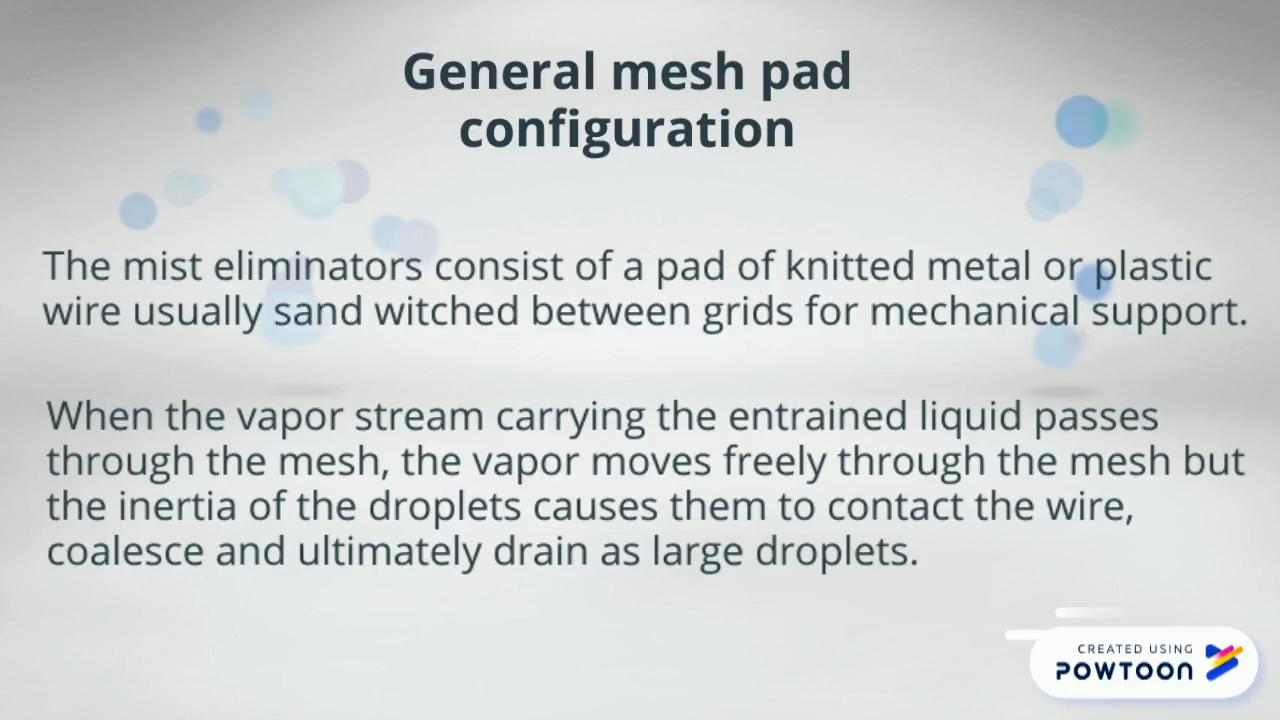 General mesh pad
configuration
The mist eliminators consist of a pad of knitted metal or plastic
wire usually sand witched between grids for mechanical support.
When the vapor stream carrying the entrained liquid passes
through the mesh, the vapor moves freely through the mesh but
the inertia of the droplets causes them to contact the wire,
coalesce and ultimately drain as large droplets.
CREATED USING
POWTOON